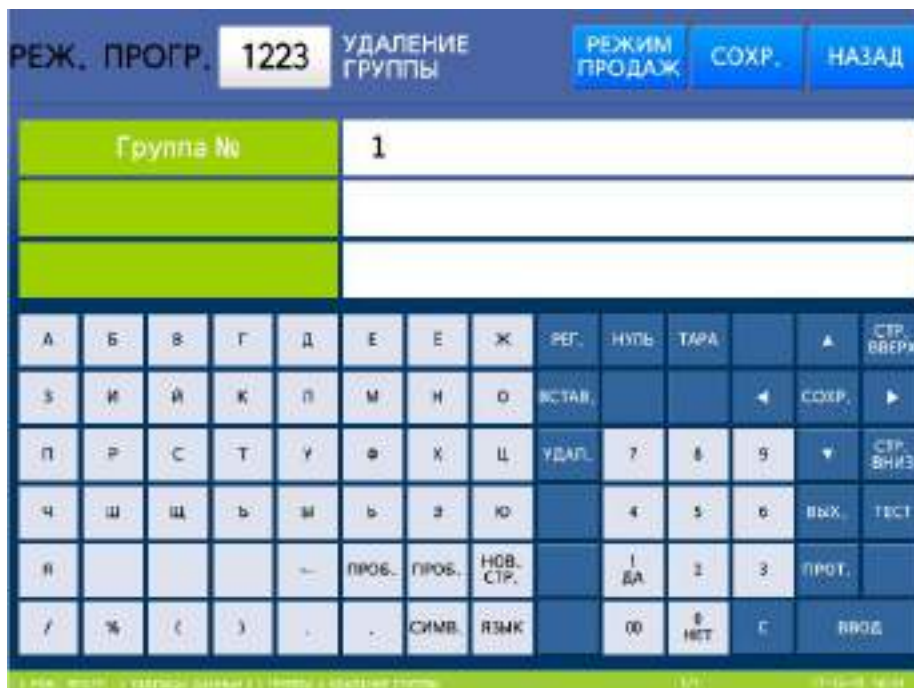 РЕЖ. ПРОГР. 1223 УДАЛЕНИЕ ГРУППЫ РЕЖИМ ПРОДАЖ СОХР. НАЗАД
Группа № 1
А Б В Г Д Е Ё Ж РЕГ. НУЛЬ ТАРА ▲ СТР. ВВЕРХ
З И Й К Л М Н О ВСТАВ. ◀ СОХР. ▶
П Р С Т У Ф Х Ц УДАЛ. 7 8 9 ▼ СТР. ВНИЗ
Ч Ш Щ Ъ Ы Ь Э Ю 4 5 6 ВЫХ. ТЕСТ
Я ← ПРОБ. ПРОБ. НОВ. СТР. 1 ДА 2 3 ПРОТ.
/ % ( ) , . СИМВ. ЯЗЫК 00 0 НЕТ С ВВОД